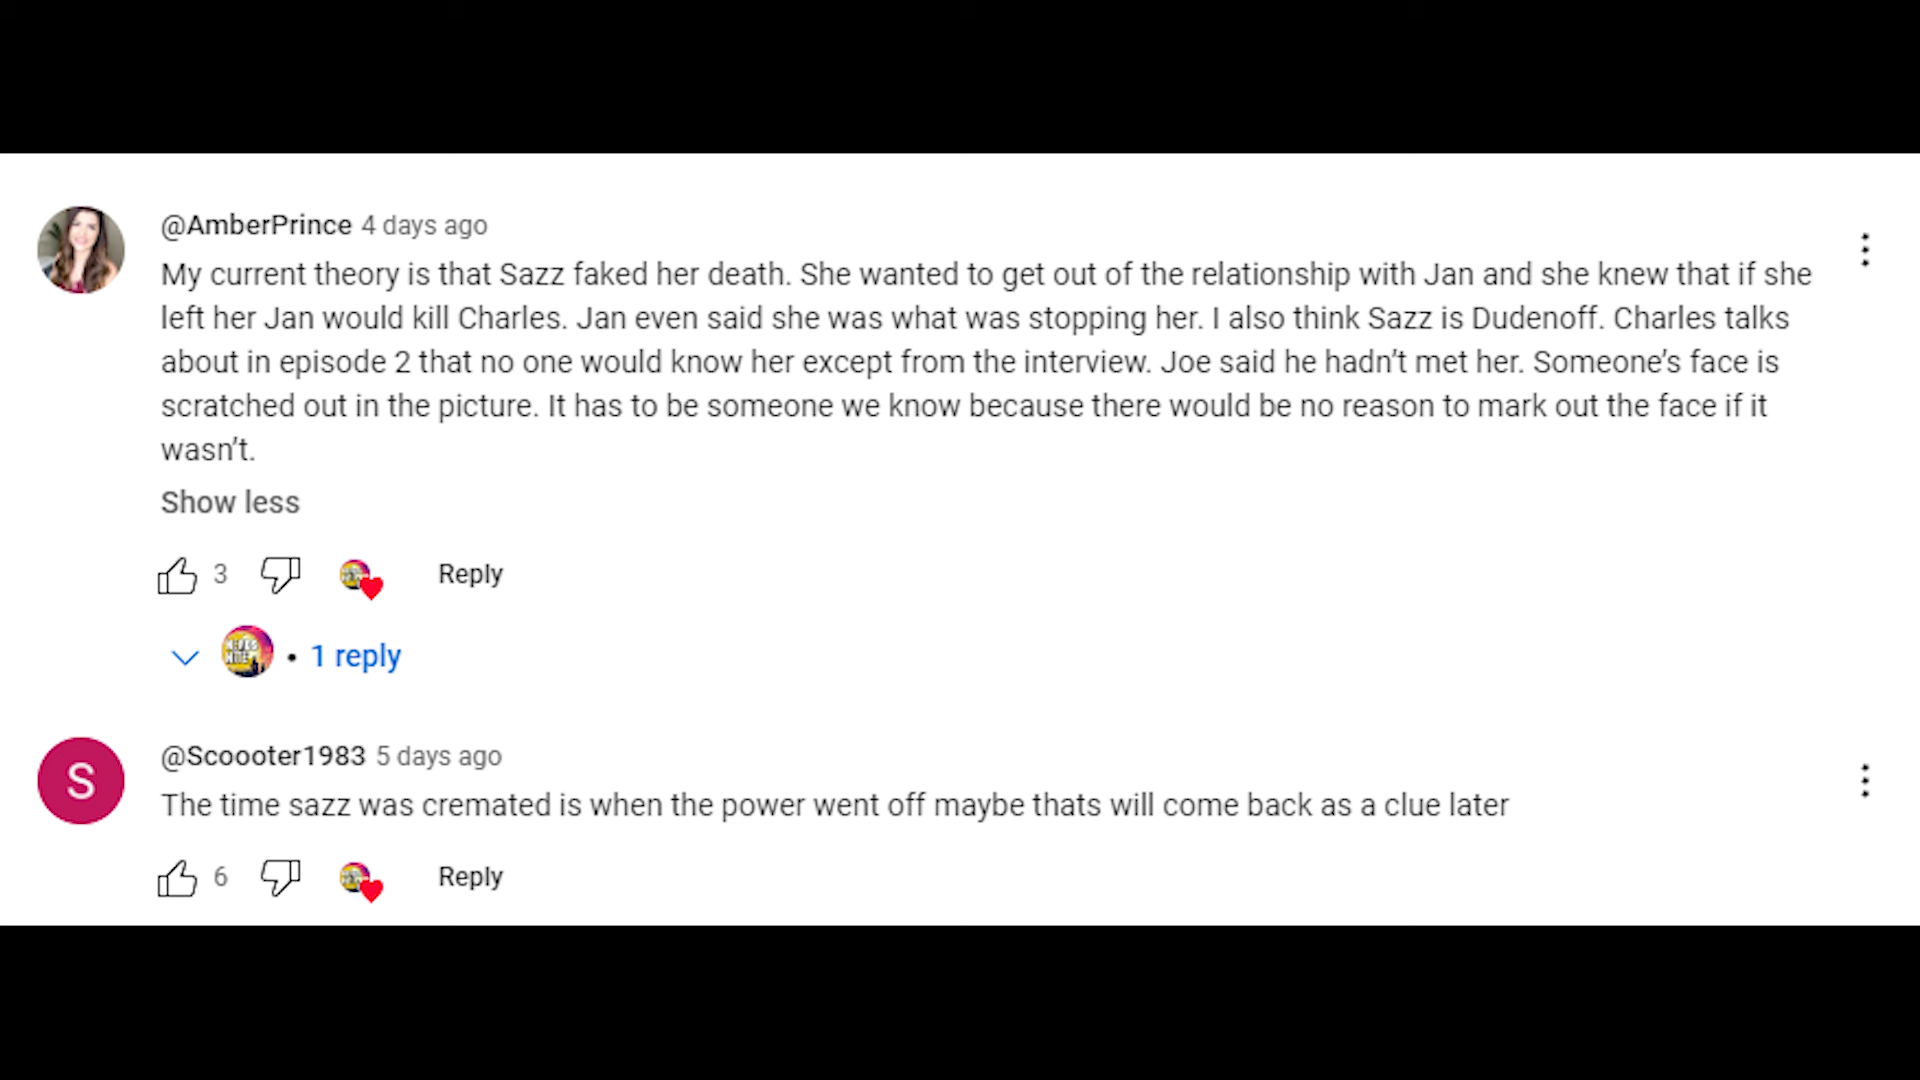 @AmberPrince 4 days ago
My current theory is that Sazz faked her death. She wanted to get out of the relationship with Jan and she knew that if she
left her Jan would kill Charles. Jan even said she was what was stopping her. I also think Sazz is Dudenoff. Charles talks
about in episode 2 that no one would know her except from the interview. Joe said he hadn’t met her. Someone’s face is
scratched out in the picture. It has to be someone we know because there would be no reason to mark out the face if it
wasn’t.
Show less
3 Reply
• 1 reply
S
@Scoooter1983 5 days ago
The time sazz was cremated is when the power went off maybe thats will come back as a clue later
6 Reply